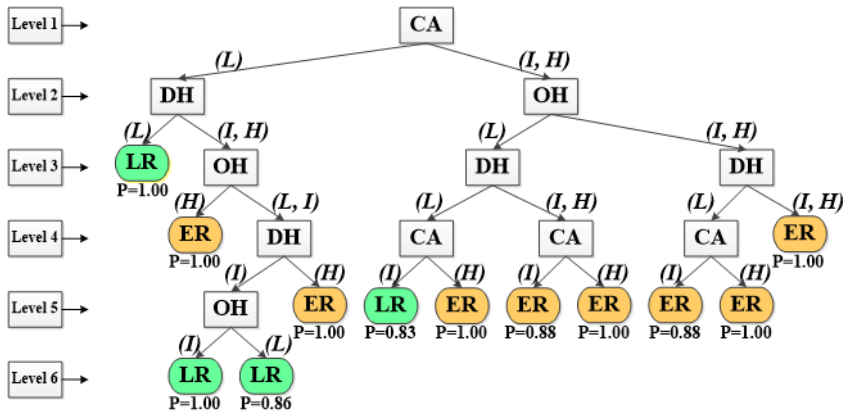 Level 1 CA
(L) (I, H)
Level 2 DH OH
(L) (I, H) (L) (I, H)
Level 3 LR OH DH DH
P=1.00
(H) (L, I) (L) (I, H) (L) (I, H)
Level 4 ER DH CA CA CA ER
P=1.00 P=1.00
(I) (H) (I) (H) (I) (H) (I) (H)
Level 5 OH ER LR ER ER ER ER ER
P=1.00 P=0.83 P=1.00 P=0.88 P=1.00 P=0.88 P=1.00
(I) (L)
Level 6 LR LR
P=1.00 P=0.86